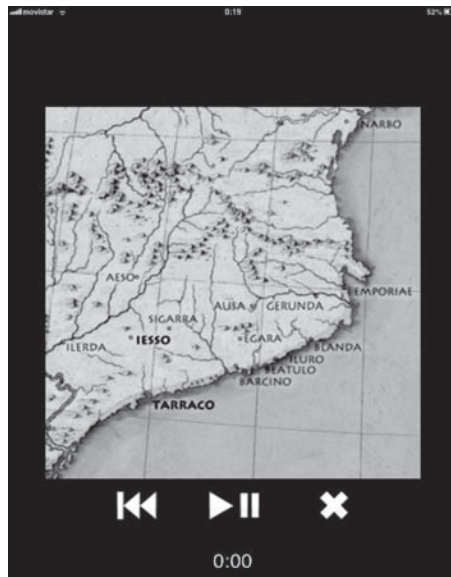 movistar 0:19 52%
NARBO
AESO
EMPORIAE
AUSA GERUNDA
SIGARRA
ILERDA IESSO EGARA BLANDA
ILURO
BEATULO
BARCINO
TARRACO
0:00